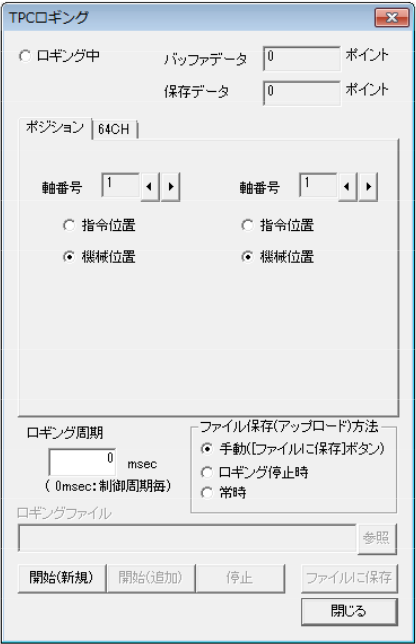 TPCロギング
ロギング中
バッファデータ 0 ポイント
保存データ 0 ポイント
ポジション 64CH
軸番号 1 軸番号 1
指令位置 指令位置
機械位置 機械位置
ロギング周期
0 msec
( 0msec:制御周期毎)
ファイル保存(アップロード)方法
手動([ファイルに保存]ボタン)
ロギング停止時
常時
ロギングファイル
参照
開始(新規) 開始(追加) 停止 ファイルに保存
閉じる